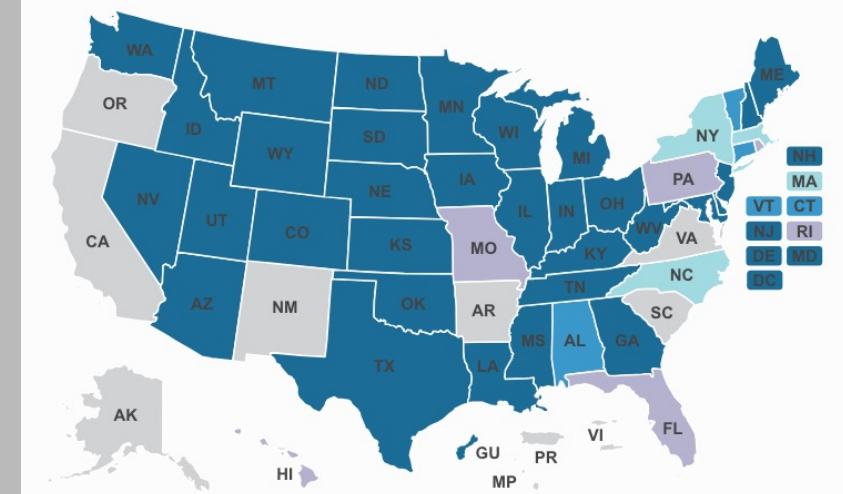 WA
MT
ND
MN
ME
OR
ID
SD
WI
NY
WY
MI
NH
IA
PA
MA
NV
NE
VT
CT
UT
IL
IN
OH
CO
WV
NJ
RI
CA
KS
MO
KY
VA
DE
MD
NC
DC
AZ
NM
OK
TN
AR
SC
MS
AL
GA
TX
LA
AK
FL
HI
GU
PR
VI
MP